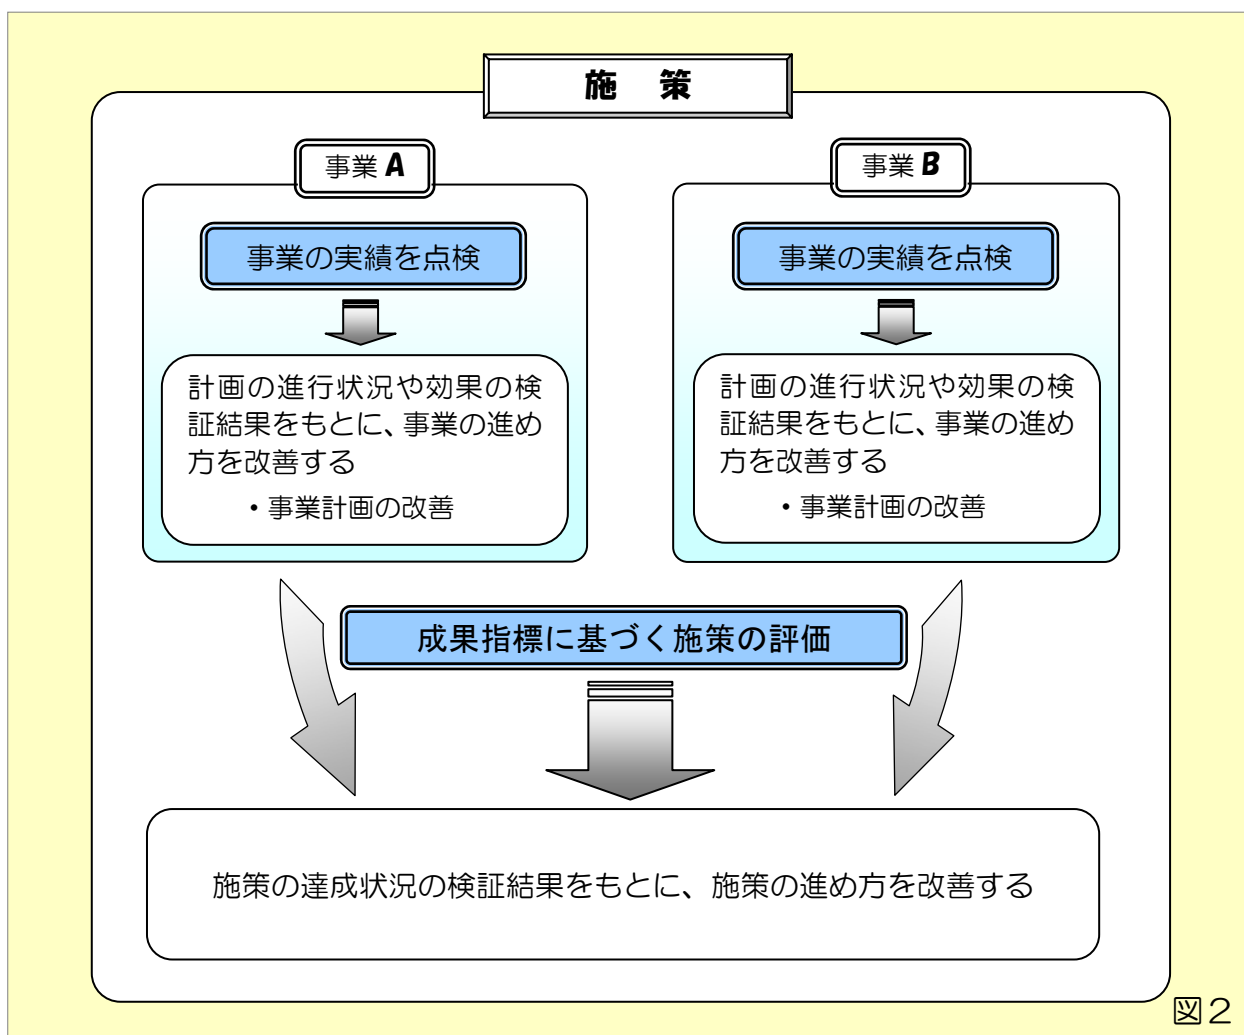 施 策
事業 A
事業の実績を点検
計画の進行状況や効果の検
証結果をもとに、事業の進め
方を改善する
・事業計画の改善
事業 B
事業の実績を点検
計画の進行状況や効果の検
証結果をもとに、事業の進め
方を改善する
・事業計画の改善
成果指標に基づく施策の評価
施策の達成状況の検証結果をもとに、施策の進め方を改善する
図２